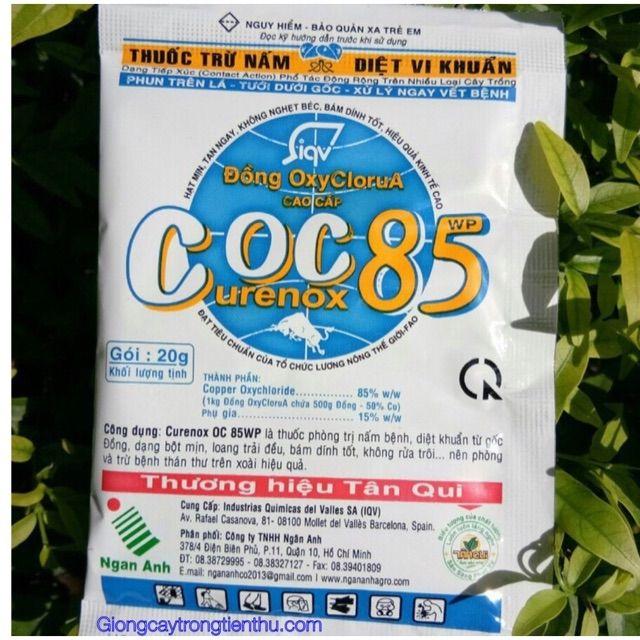 NGUY HIỂM - BẢO QUẢN XA TRẺ EM
Đọc kỹ hướng dẫn trước khi sử dụng
THUỐC TRỪ NẤM DIỆT VI KHUẨN
Dạng Tiếp Xúc (Contact Action) Phổ Tác Động Rộng Trên Nhiều Loại Cây Trồng
PHUN TRÊN LÁ - TƯỚI DƯỚI GỐC - XỬ LÝ NGAY VẾT BỆNH
HẠT MỊN, TAN NGAY, KHÔNG NGHẸT BÉC, BÁM DÍNH TỐT, HIỆU QUẢ KINH TẾ CAO
iqv
Đồng OxyCloruA
CAO CẤP
COC 85 WP
Curenox
ĐẠT TIÊU CHUẨN CỦA TỔ CHỨC LƯƠNG NÔNG THẾ GIỚI-FAO
Gói : 20g
Khối lượng tịnh
THÀNH PHẦN:
Copper Oxychloride.................... 85% w/w
(1kg Đồng OxyCloruA chứa 500g Đồng - 50% Cu)
Phụ gia.................................... 15% w/w
Công dụng: Curenox OC 85WP là thuốc phòng trị nấm bệnh, diệt khuẩn từ gốc
Đồng, dạng bột mịn, loang trải đều, bám dính tốt, không rửa trôi... nên phòng
và trừ bệnh thán thư trên xoài hiệu quả.
Thương hiệu Tân Qui
Cung Cấp: Industrias Quimicas del Valles SA (IQV)
Av. Rafael Casanova, 81- 08100 Mollet del Vallès Barcelona, Spain.
Phân phối: Công ty TNHH Ngân Anh
378/4 Điện Biên Phủ, P.11, Quận 10, Hồ Chí Minh
ĐT: 08.38729995 - 08.38327127 - Fax: 08.39401809
E.mail: ngananhco2013@gmail.com I www.ngananhagro.com
Ngan Anh
TÂN QUI
Giongcaytrongtienthu.com